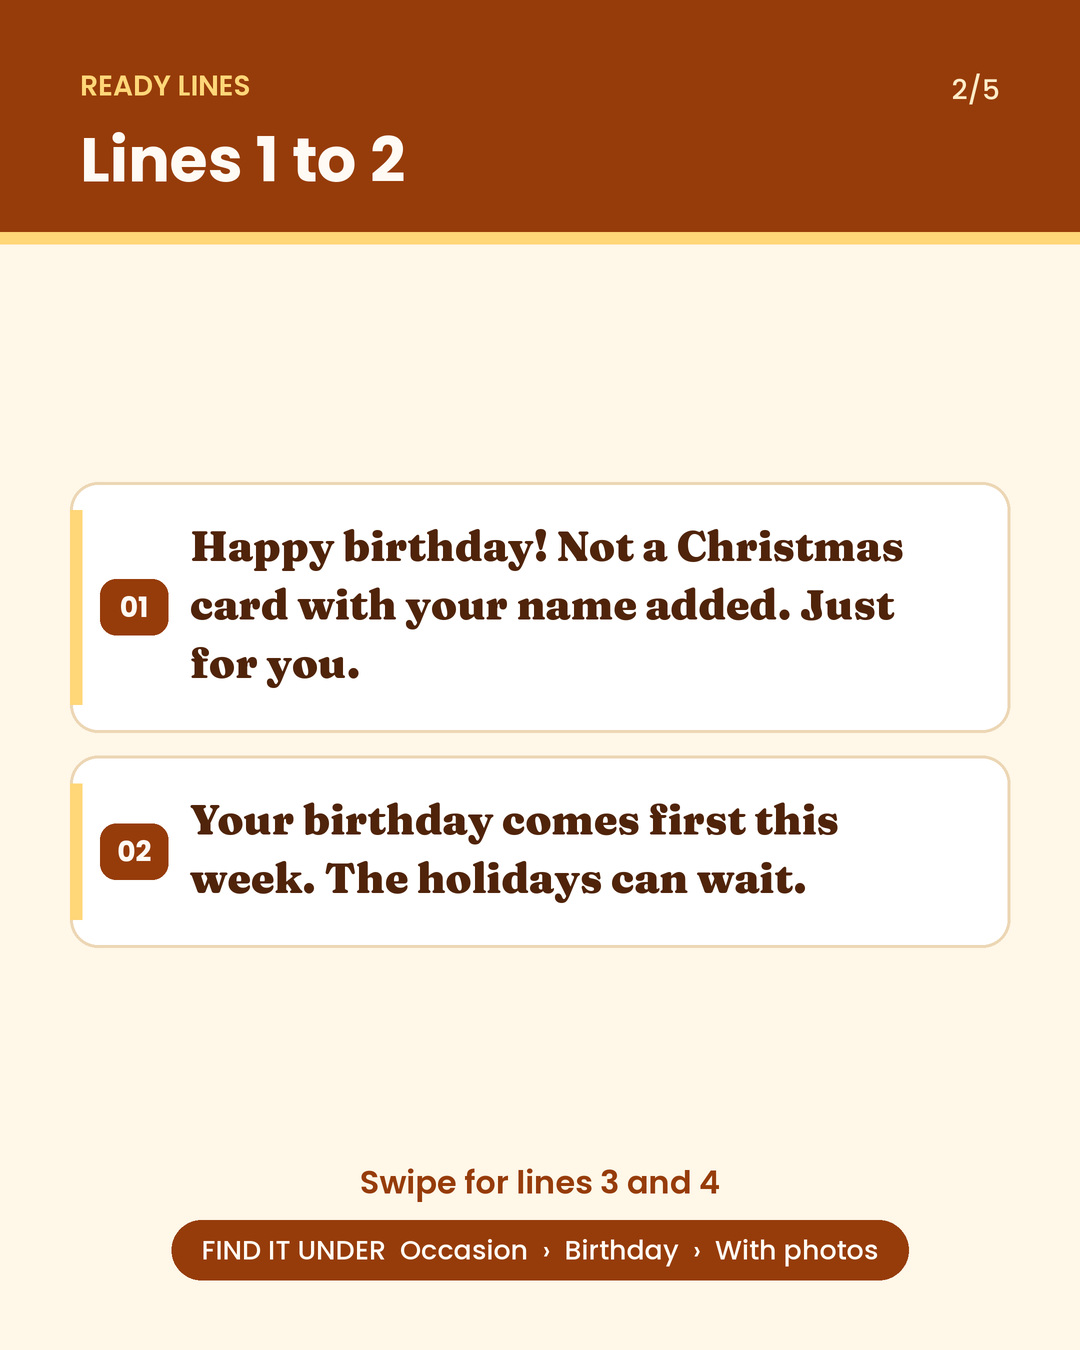 READY LINES
2/5
Lines 1 to 2
01
Happy birthday! Not a Christmas
card with your name added. Just
for you.
02
Your birthday comes first this
week. The holidays can wait.
Swipe for lines 3 and 4
FIND IT UNDER Occasion › Birthday › With photos